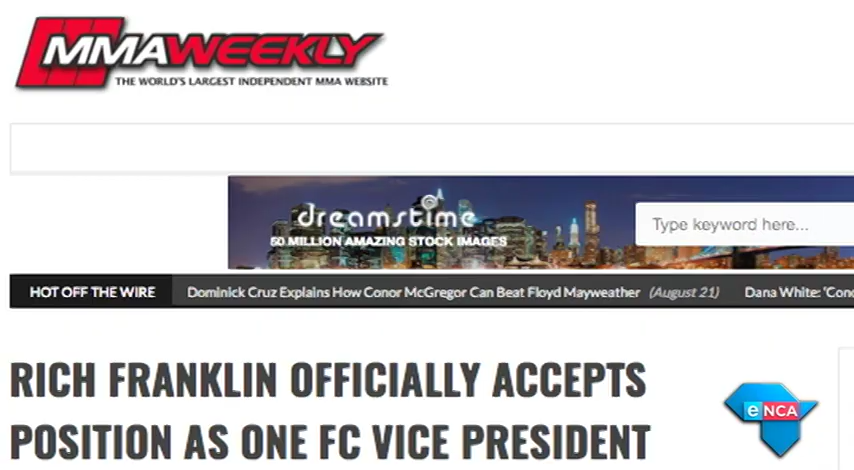 MMAWEEKLY
THE WORLD'S LARGEST INDEPENDENT MMA WEBSITE
dreamstime
50 MILLION AMAZING STOCK IMAGES
Type keyword here...
HOT OFF THE WIRE Dominick Cruz Explains How Conor McGregor Can Beat Floyd Mayweather (August 21) Dana White: 'Cono
RICH FRANKLIN OFFICIALLY ACCEPTS
POSITION AS ONE FC VICE PRESIDENT
eNCA